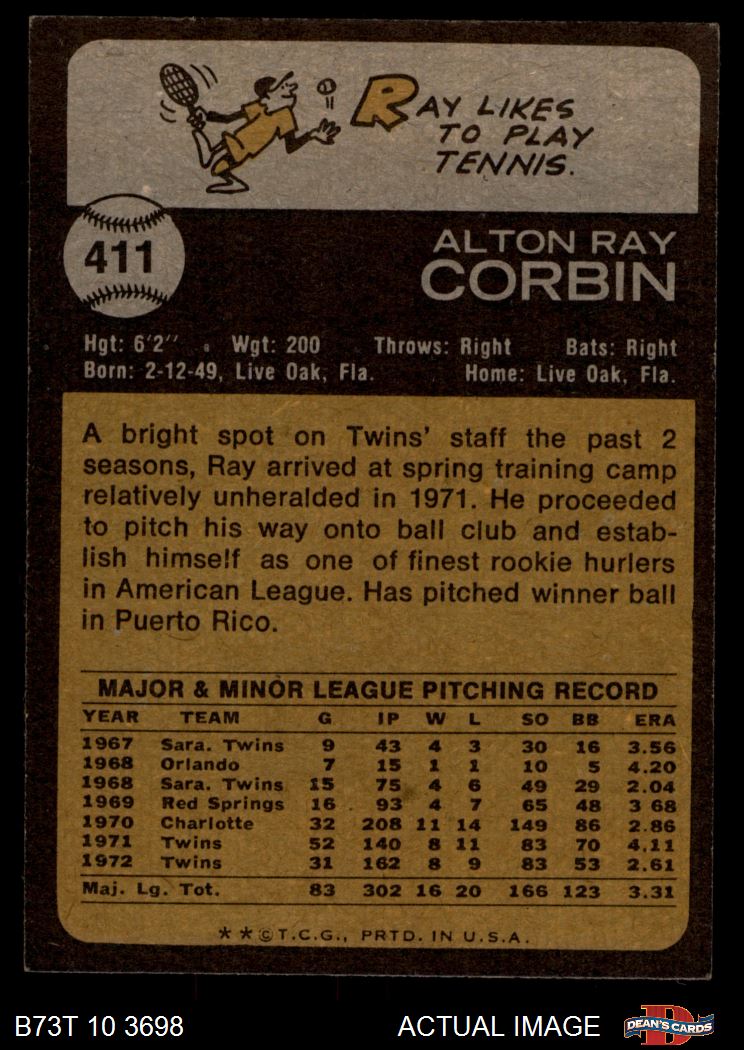 RAY LIKES
TO PLAY
TENNIS.
411
ALTON RAY
CORBIN
Hgt: 6'2" Wgt: 200 Throws: Right Bats: Right
Born: 2-12-49, Live Oak, Fla. Home: Live Oak, Fla.
A bright spot on Twins' staff the past 2
seasons, Ray arrived at spring training camp
relatively unheralded in 1971. He proceeded
to pitch his way onto ball club and estab-
lish himself as one of finest rookie hurlers
in American League. Has pitched winner ball
in Puerto Rico.
MAJOR & MINOR LEAGUE PITCHING RECORD
YEAR TEAM G IP W L SO BB ERA
1967 Sara. Twins 9 43 4 3 30 16 3.56
1968 Orlando 7 15 1 1 10 5 4.20
1968 Sara. Twins 15 75 4 6 49 29 2.04
1969 Red Springs 16 93 4 7 65 48 3 68
1970 Charlotte 32 208 11 14 149 86 2.86
1971 Twins 52 140 8 11 83 70 4.11
1972 Twins 31 162 8 9 83 53 2.61
Maj. Lg. Tot. 83 302 16 20 166 123 3.31
**©T.C.G., PRTD. IN U.S.A.
B73T 10 3698 ACTUAL IMAGE DEAN'S CARDS